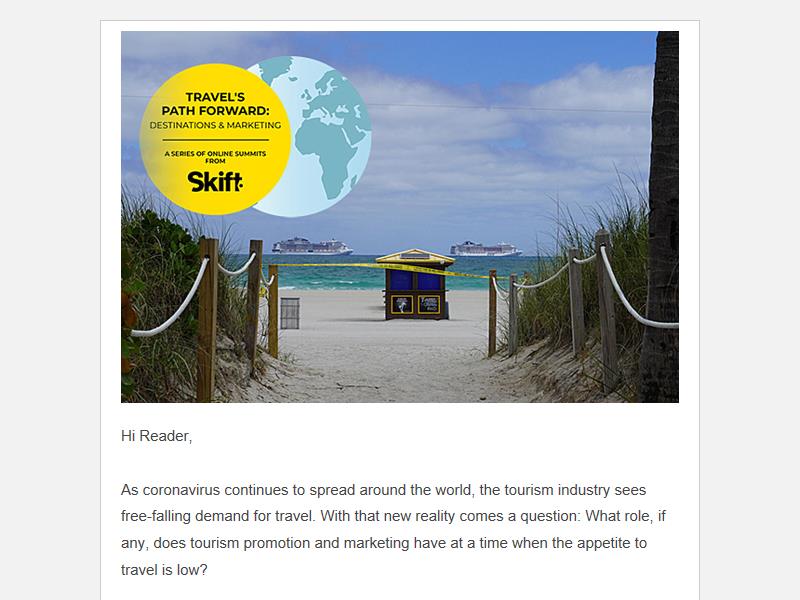 TRAVEL'S
PATH FORWARD:
DESTINATIONS & MARKETING
A SERIES OF ONLINE SUMMITS
FROM
Skift
Hi Reader,
As coronavirus continues to spread around the world, the tourism industry sees
free-falling demand for travel. With that new reality comes a question: What role, if
any, does tourism promotion and marketing have at a time when the appetite to
travel is low?